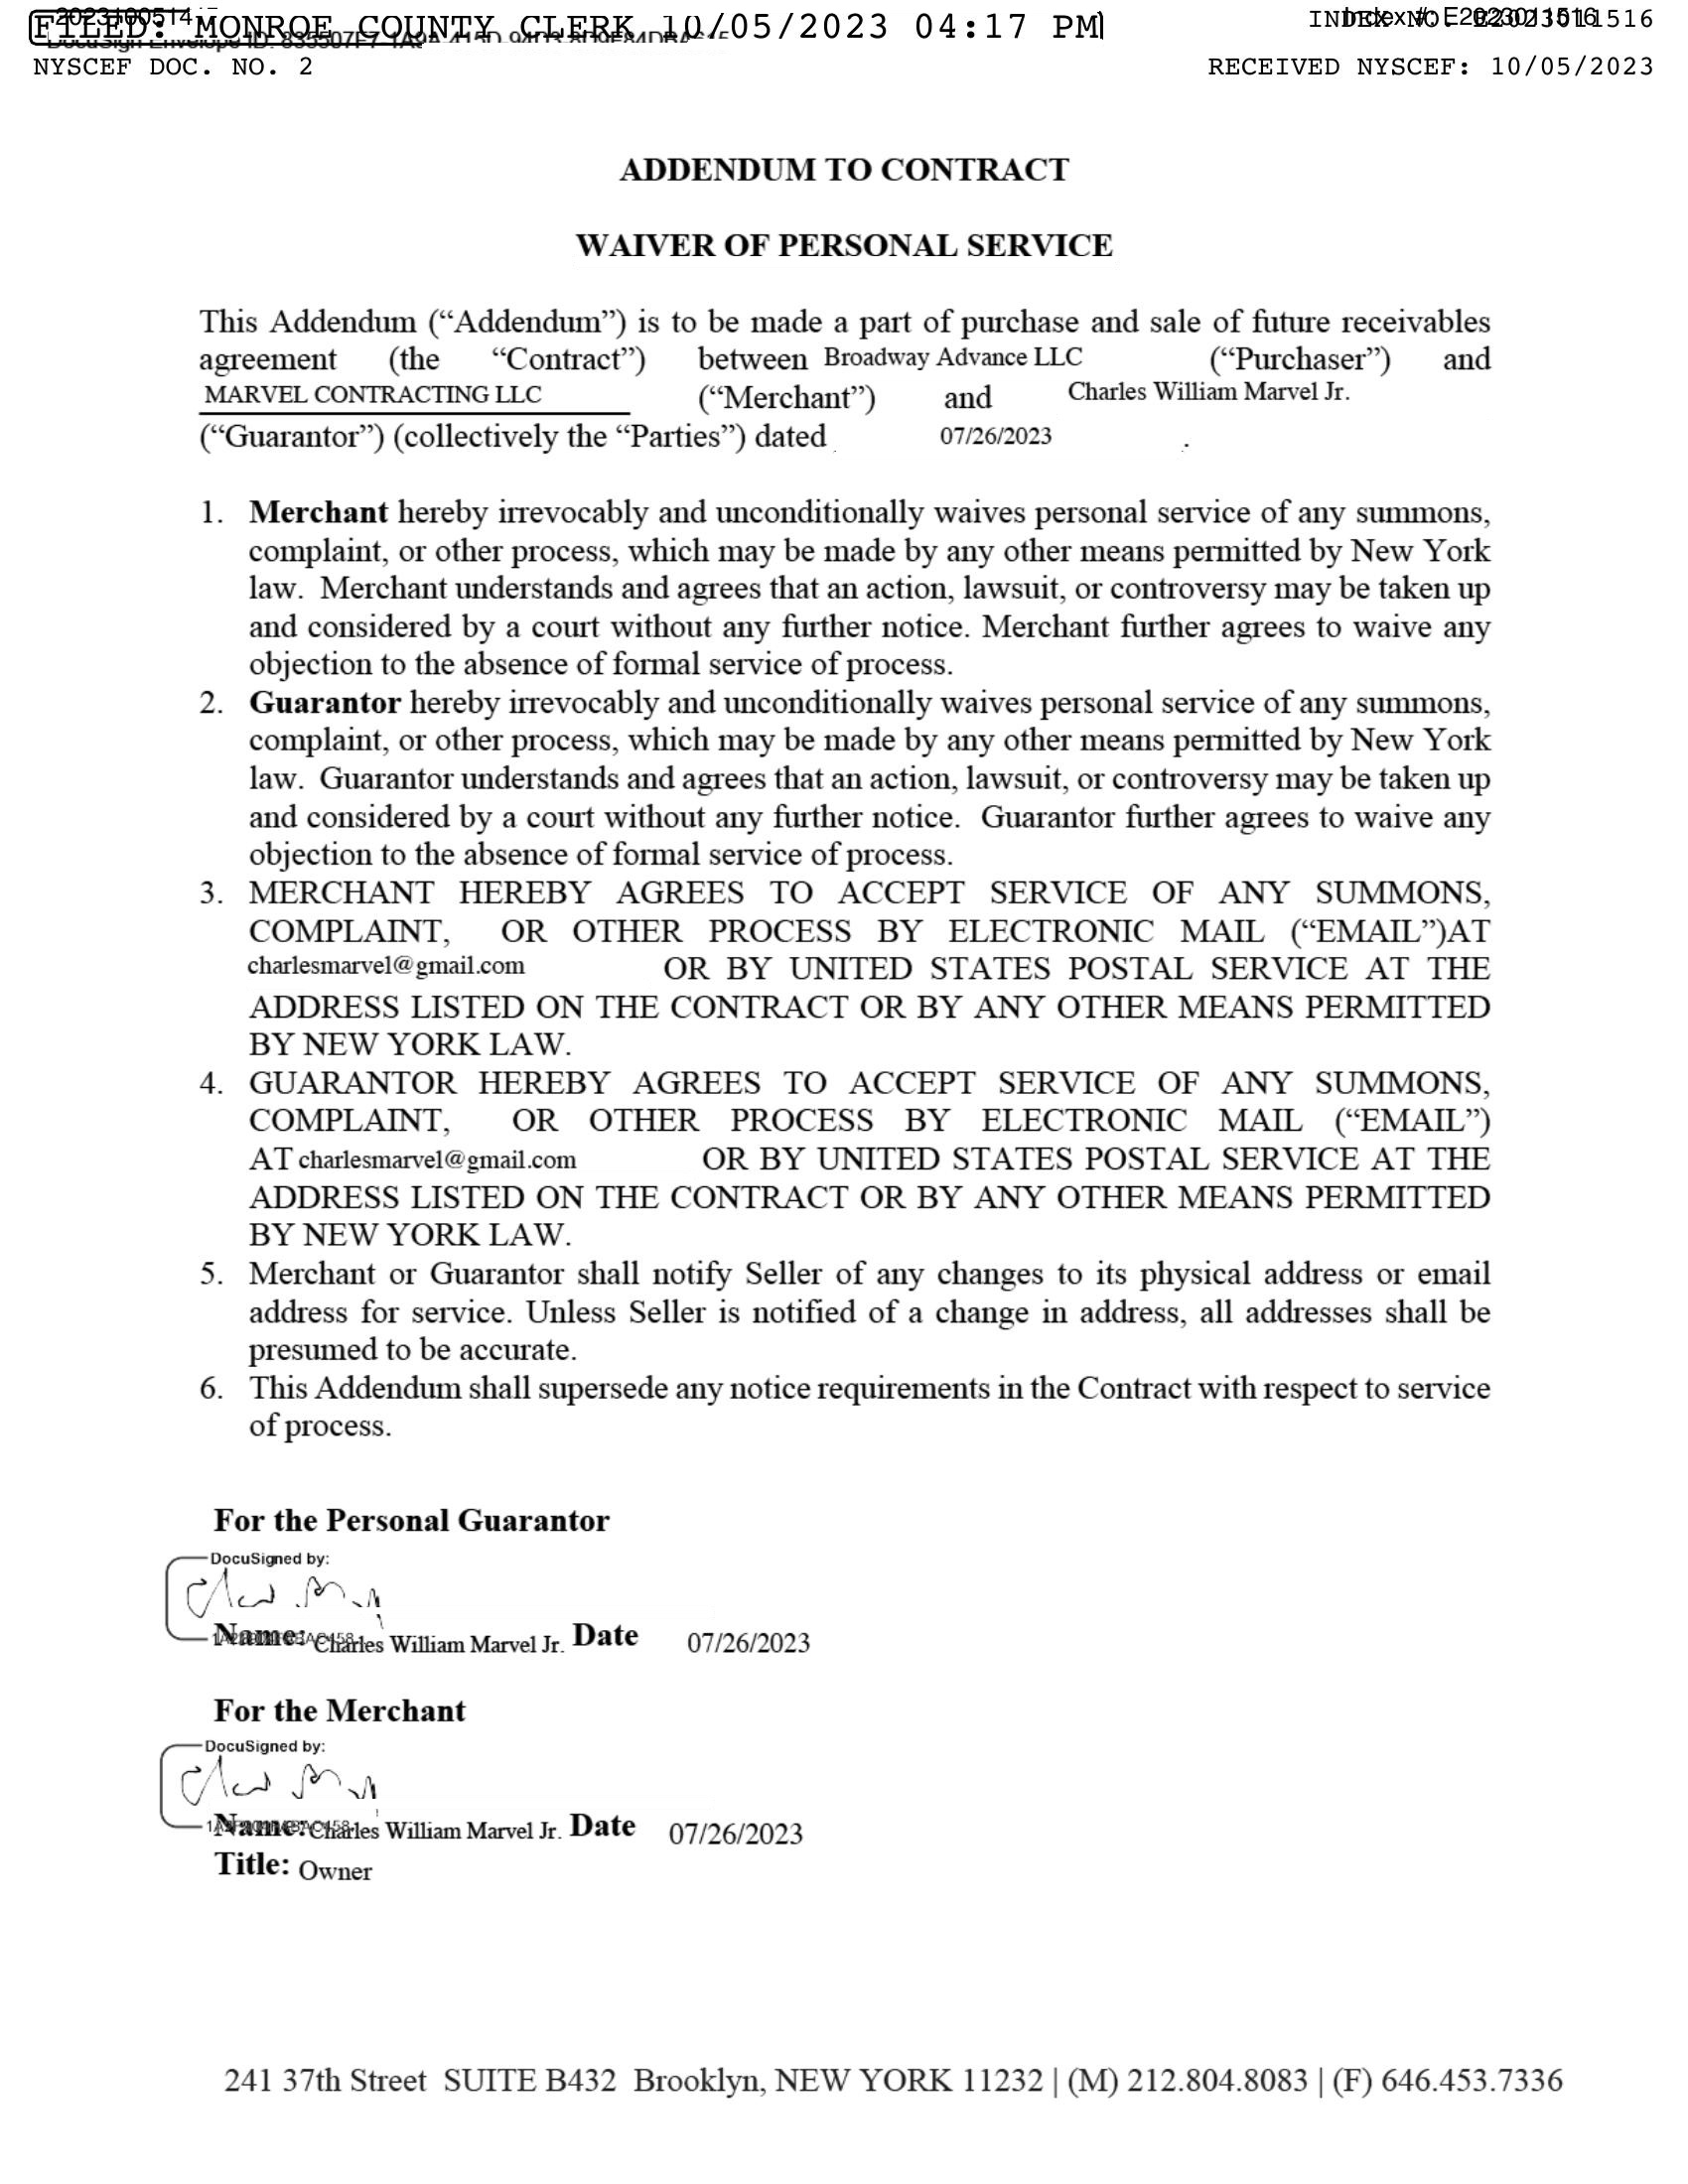 202310051445
FILED: MONROE COUNTY CLERK 10/05/2023 04:17 PM
INDEX NO. E2023011516
Index #: E2023011516
DocuSign Envelope ID:
NYSCEF DOC. NO. 2
RECEIVED NYSCEF: 10/05/2023
ADDENDUM TO CONTRACT
WAIVER OF PERSONAL SERVICE
This Addendum (“Addendum”) is to be made a part of purchase and sale of future receivables
agreement (the “Contract”) between Broadway Advance LLC (“Purchaser”) and
MARVEL CONTRACTING LLC (“Merchant”) and Charles William Marvel Jr.
(“Guarantor”) (collectively the “Parties”) dated 07/26/2023 .
1. Merchant hereby irrevocably and unconditionally waives personal service of any summons,
complaint, or other process, which may be made by any other means permitted by New York
law. Merchant understands and agrees that an action, lawsuit, or controversy may be taken up
and considered by a court without any further notice. Merchant further agrees to waive any
objection to the absence of formal service of process.
2. Guarantor hereby irrevocably and unconditionally waives personal service of any summons,
complaint, or other process, which may be made by any other means permitted by New York
law. Guarantor understands and agrees that an action, lawsuit, or controversy may be taken up
and considered by a court without any further notice. Guarantor further agrees to waive any
objection to the absence of formal service of process.
3. MERCHANT HEREBY AGREES TO ACCEPT SERVICE OF ANY SUMMONS,
COMPLAINT, OR OTHER PROCESS BY ELECTRONIC MAIL (“EMAIL”)AT
charlesmarvel@gmail.com OR BY UNITED STATES POSTAL SERVICE AT THE
ADDRESS LISTED ON THE CONTRACT OR BY ANY OTHER MEANS PERMITTED
BY NEW YORK LAW.
4. GUARANTOR HEREBY AGREES TO ACCEPT SERVICE OF ANY SUMMONS,
COMPLAINT, OR OTHER PROCESS BY ELECTRONIC MAIL (“EMAIL”)
AT charlesmarvel@gmail.com OR BY UNITED STATES POSTAL SERVICE AT THE
ADDRESS LISTED ON THE CONTRACT OR BY ANY OTHER MEANS PERMITTED
BY NEW YORK LAW.
5. Merchant or Guarantor shall notify Seller of any changes to its physical address or email
address for service. Unless Seller is notified of a change in address, all addresses shall be
presumed to be accurate.
6. This Addendum shall supersede any notice requirements in the Contract with respect to service
of process.
For the Personal Guarantor
DocuSigned by:
Name: Charles William Marvel Jr. Date 07/26/2023
For the Merchant
DocuSigned by:
Name: Charles William Marvel Jr. Date 07/26/2023
Title: Owner
241 37th Street SUITE B432 Brooklyn, NEW YORK 11232 | (M) 212.804.8083 | (F) 646.453.7336